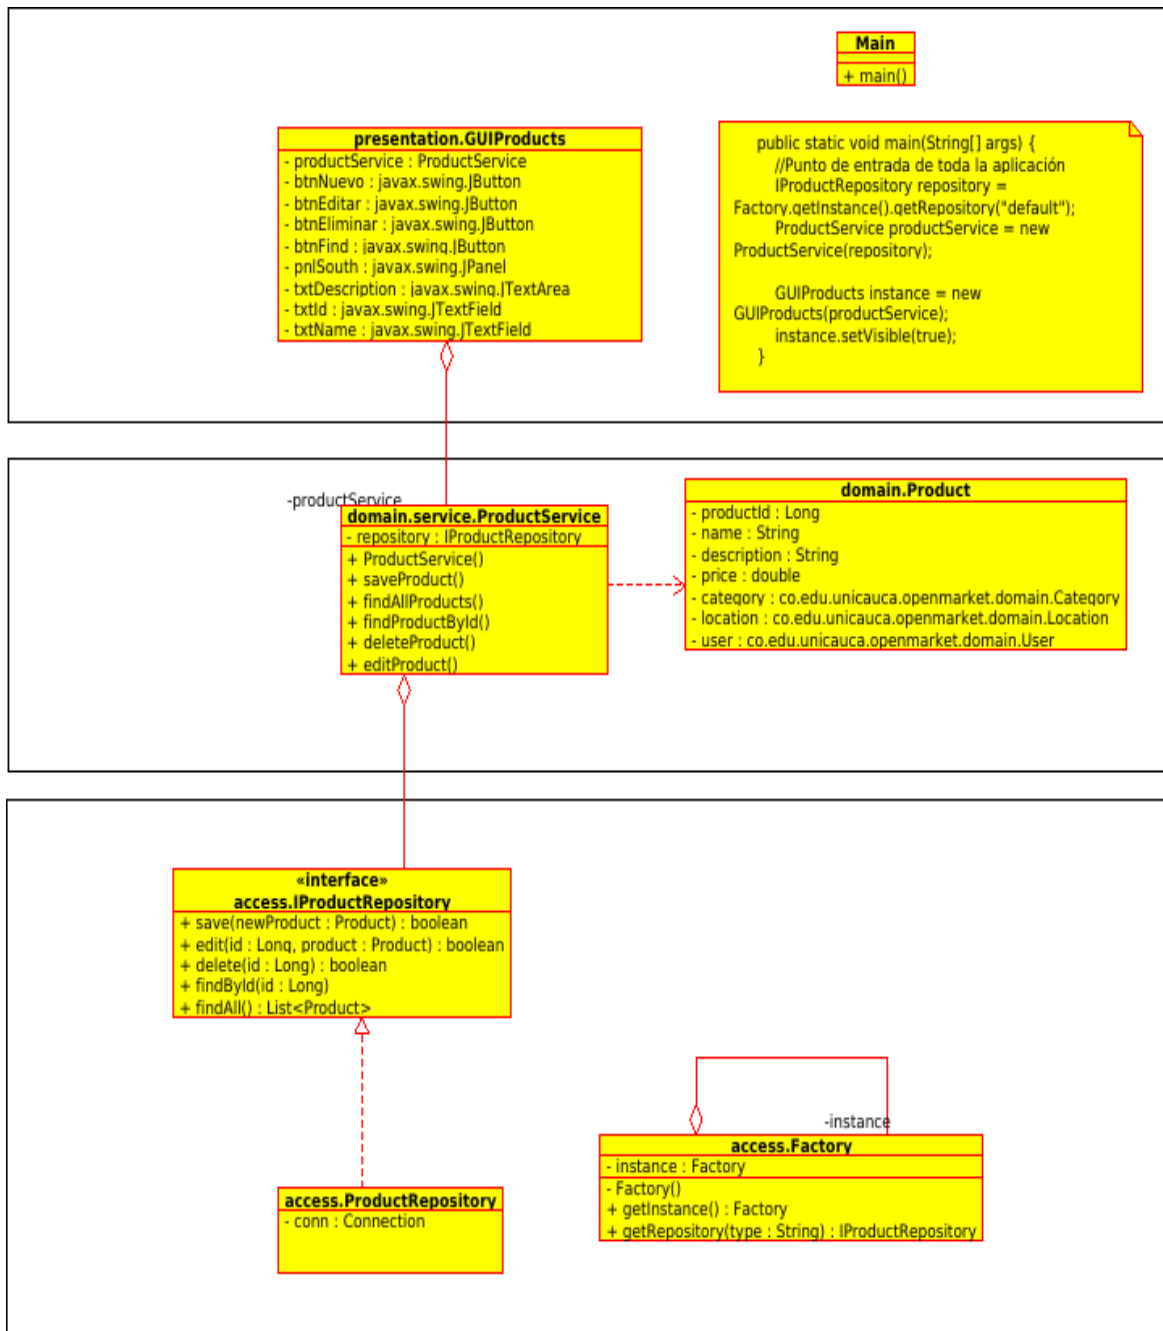 Main
+ main()
presentation.GUIProducts
- productService : ProductService
- btnNuevo : javax.swing.JButton
- btnEditar : javax.swing.JButton
- btnEliminar : javax.swing.JButton
- btnFind : javax.swing.JButton
- pnlSouth : javax.swing.JPanel
- txtDescription : javax.swing.JTextArea
- txtId : javax.swing.JTextField
- txtName : javax.swing.JTextField
public static void main(String[] args) {
//Punto de entrada de toda la aplicación
IProductRepository repository =
Factory.getInstance().getRepository("default");
ProductService productService = new
ProductService(repository);
GUIProducts instance = new
GUIProducts(productService);
instance.setVisible(true);
}
-productService
domain.service.ProductService
- repository : IProductRepository
+ ProductService()
+ saveProduct()
+ findAllProducts()
+ findProductById()
+ deleteProduct()
+ editProduct()
domain.Product
- productId : Long
- name : String
- description : String
- price : double
- category : co.edu.unicauca.openmarket.domain.Category
- location : co.edu.unicauca.openmarket.domain.Location
- user : co.edu.unicauca.openmarket.domain.User
«interface»
access.IProductRepository
+ save(newProduct : Product) : boolean
+ edit(id : Long, product : Product) : boolean
+ delete(id : Long) : boolean
+ findById(id : Long)
+ findAll() : List<Product>
access.ProductRepository
- conn : Connection
-instance
access.Factory
- instance : Factory
- Factory()
+ getInstance() : Factory
+ getRepository(type : String) : IProductRepository